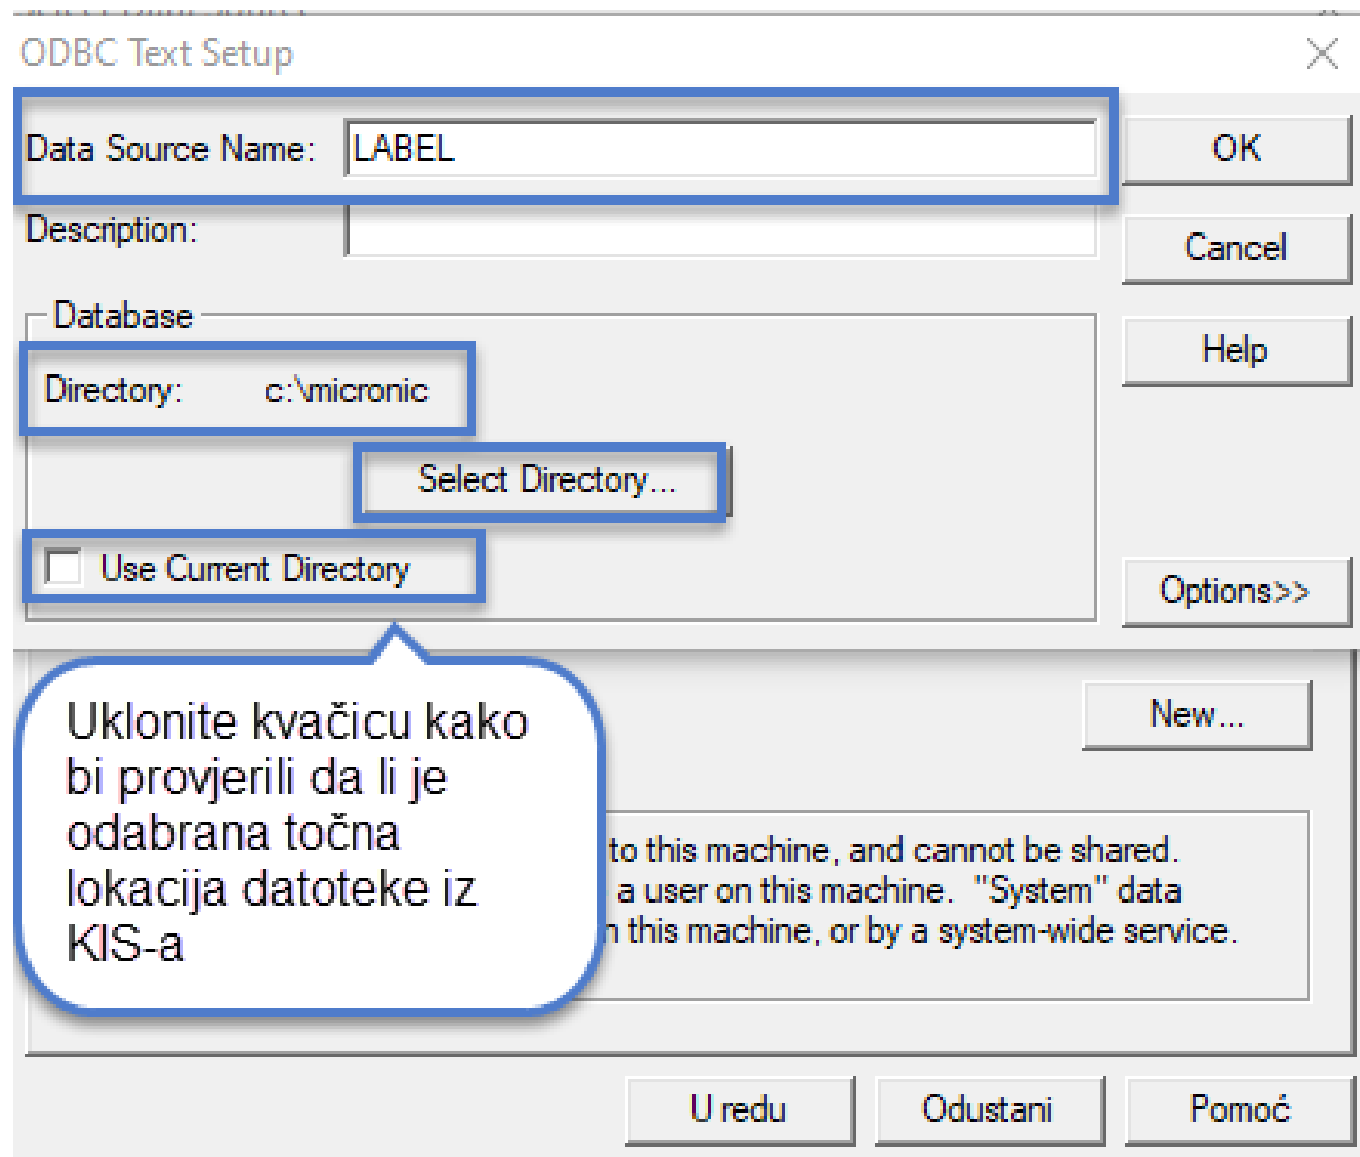 ODBC Text Setup
Data Source Name: LABEL
OK
Description:
Cancel
Database
Help
Directory: c:\micronic
Select Directory...
Use Current Directory
Options>>
Uklonite kvačicu kako
bi provjerili da li je
odabrana točna
lokacija datoteke iz
KIS-a
New...
to this machine, and cannot be shared.
a user on this machine. "System" data
this machine, or by a system-wide service.
U redu
Odustani
Pomoć